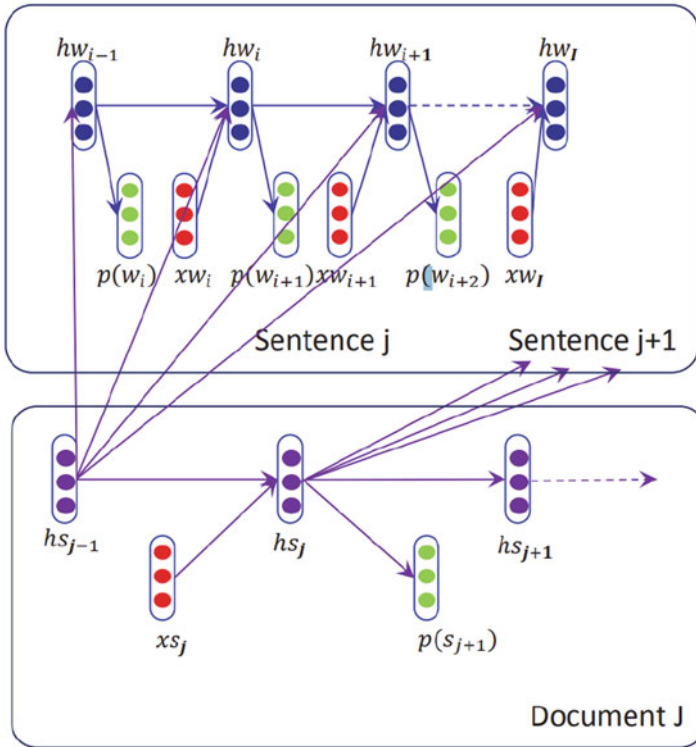 hw_{i−1} hw_i hw_{i+1} hw_I
p(w_i) xw_i p(w_{i+1}) xw_{i+1} p(w_{i+2}) xw_I
Sentence j Sentence j+1
hs_{j−1} hs_j hs_{j+1}
xs_j p(s_{j+1})
Document J